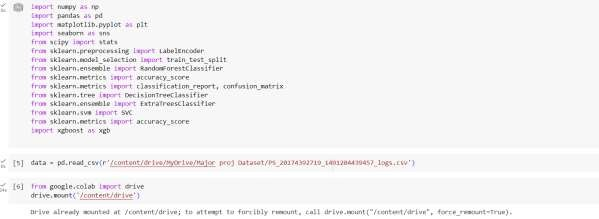 import numpy as np
import pandas as pd
import matplotlib.pyplot as plt
import seaborn as sns
from scipy import stats
from sklearn.preprocessing import LabelEncoder
from sklearn.model_selection import train_test_split
from sklearn.ensemble import RandomForestClassifier
from sklearn.metrics import accuracy_score
from sklearn.metrics import classification_report, confusion_matrix
from sklearn.tree import DecisionTreeClassifier
from sklearn.ensemble import ExtraTreesClassifier
from sklearn.svm import SVC
from sklearn.metrics import accuracy_score
import xgboost as xgb
[5] data = pd.read_csv(r'/content/drive/MyDrive/Major proj Dataset/PS_20174392719_1491204439457_logs.csv')
[6] from google.colab import drive
drive.mount('/content/drive')
Drive already mounted at /content/drive; to attempt to forcibly remount, call drive.mount("/content/drive", force_remount=True).